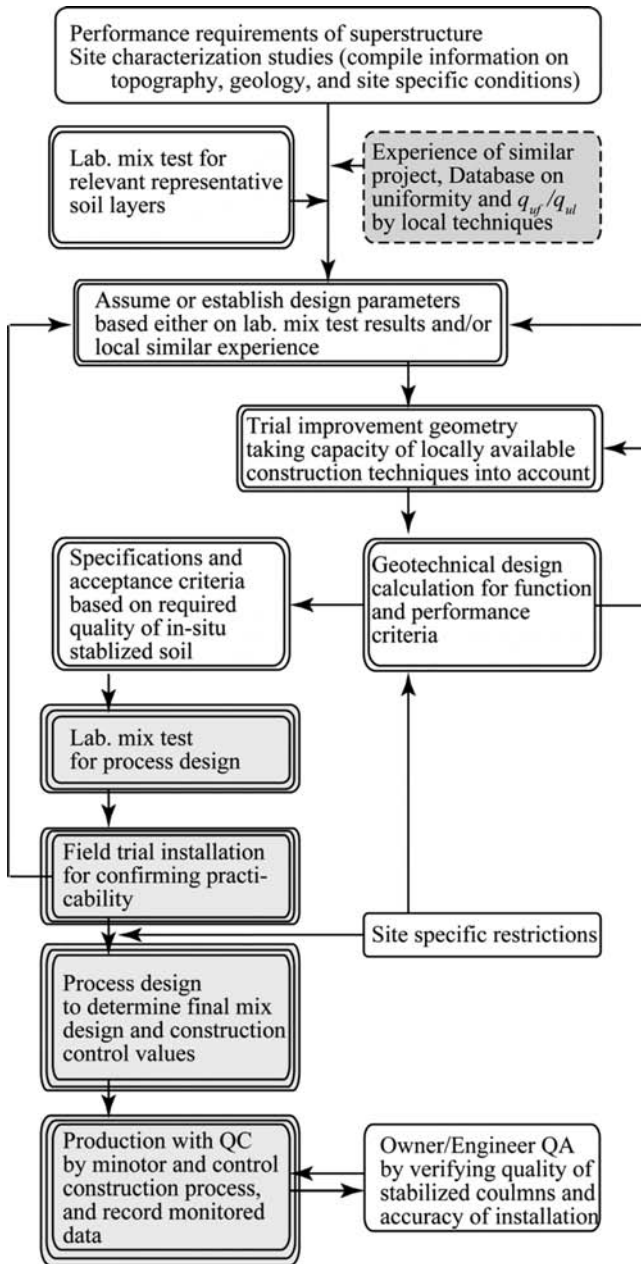 Performance requirements of superstructure
Site characterization studies (compile information on
topography, geology, and site specific conditions)
Lab. mix test for
relevant representative
soil layers
Experience of similar
project, Database on
uniformity and q_uf/q_ul
by local techniques
Assume or establish design parameters
based either on lab. mix test results and/or
local similar experience
Trial improvement geometry
taking capacity of locally available
construction techniques into account
Specifications and
acceptance criteria
based on required
quality of in-situ
stablized soil
Geotechnical design
calculation for function
and performance
criteria
Lab. mix test
for process design
Field trial installation
for confirming practi-
cability
Site specific restrictions
Process design
to determine final mix
design and construction
control values
Production with QC
by minotor and control
construction process,
and record monitored
data
Owner/Engineer QA
by verifying quality of
stabilized coulmns and
accuracy of installation